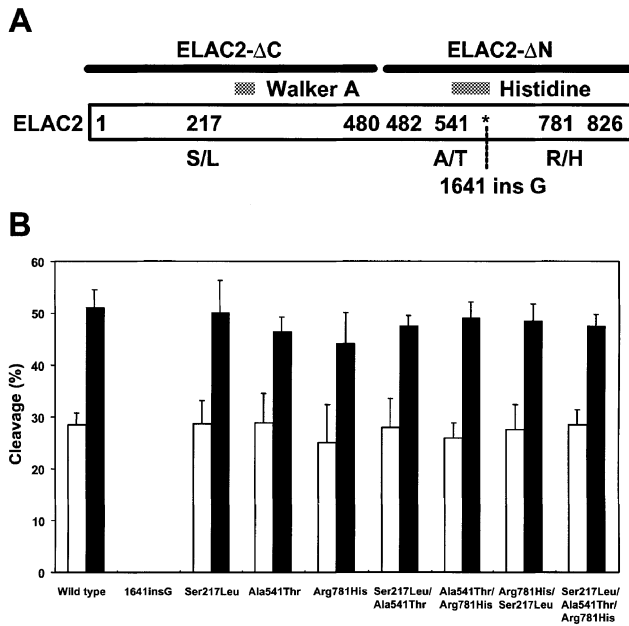 A
ELAC2-ΔC ELAC2-ΔN
Walker A Histidine
ELAC2 1 217 480 482 541 * 781 826
S/L A/T R/H
1641 ins G
B
Cleavage (%)
60
50
40
30
20
10
0
Wild type 1641insG Ser217Leu Ala541Thr Arg781His Ser217Leu/ Ala541Thr/ Arg781His/ Ser217Leu/
Ala541Thr Arg781His Ser217Leu Ala541Thr/
Arg781His